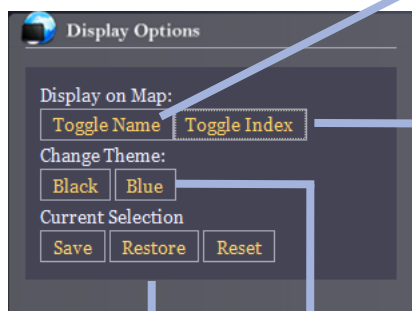 Display Options
Display on Map:
Toggle Name Toggle Index
Change Theme:
Black Blue
Current Selection
Save Restore Reset